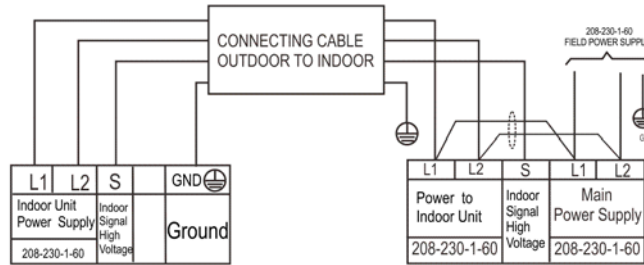 208-230-1-60
FIELD POWER SUPPL
CONNECTING CABLE
OUTDOOR TO INDOOR
L1 L2 S GND
Indoor Unit
Power Supply
208-230-1-60
Indoor
Signal
High
Voltage
Ground
L1 L2 S L1 L2
Power to
Indoor Unit
208-230-1-60
Indoor
Signal
High
Voltage
Main
Power Supply
208-230-1-60